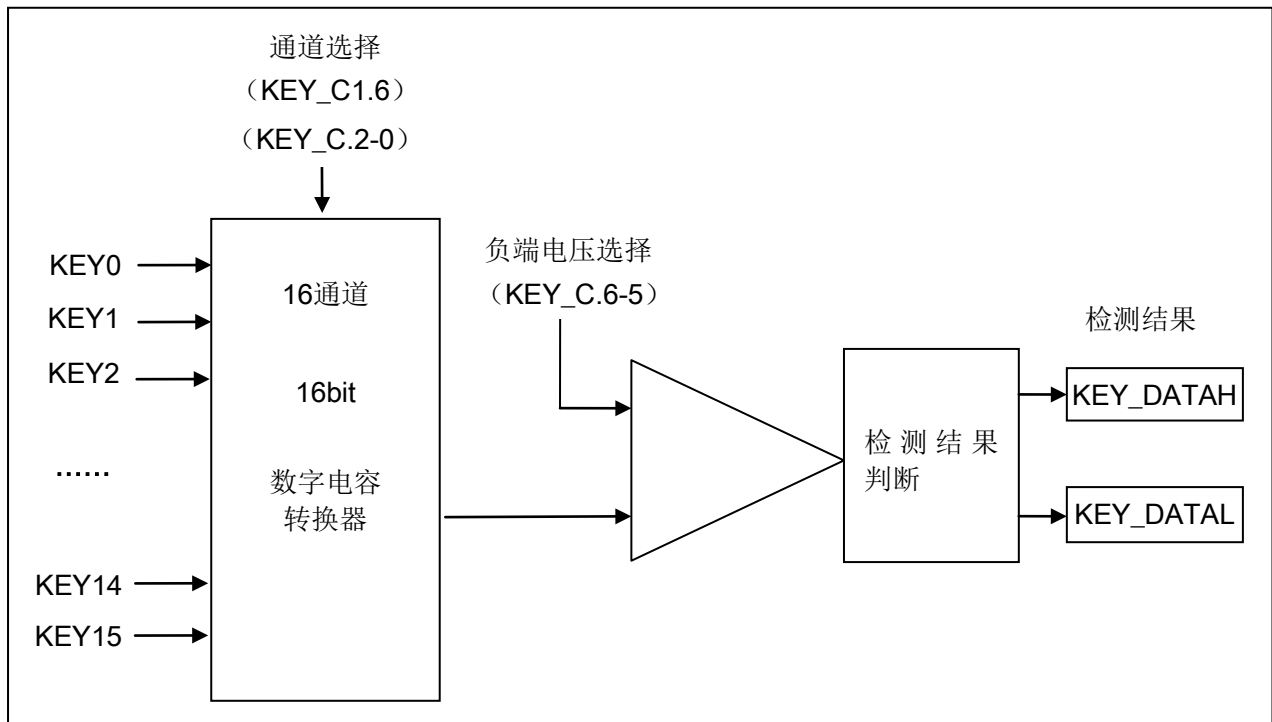 通道选择
（KEY_C1.6）
（KEY_C.2-0）
KEY0
KEY1
KEY2
......
KEY14
KEY15
16通道
16bit
数字电容
转换器
负端电压选择
（KEY_C.6-5）
检测结果
判断
检测结果
KEY_DATAH
KEY_DATAL